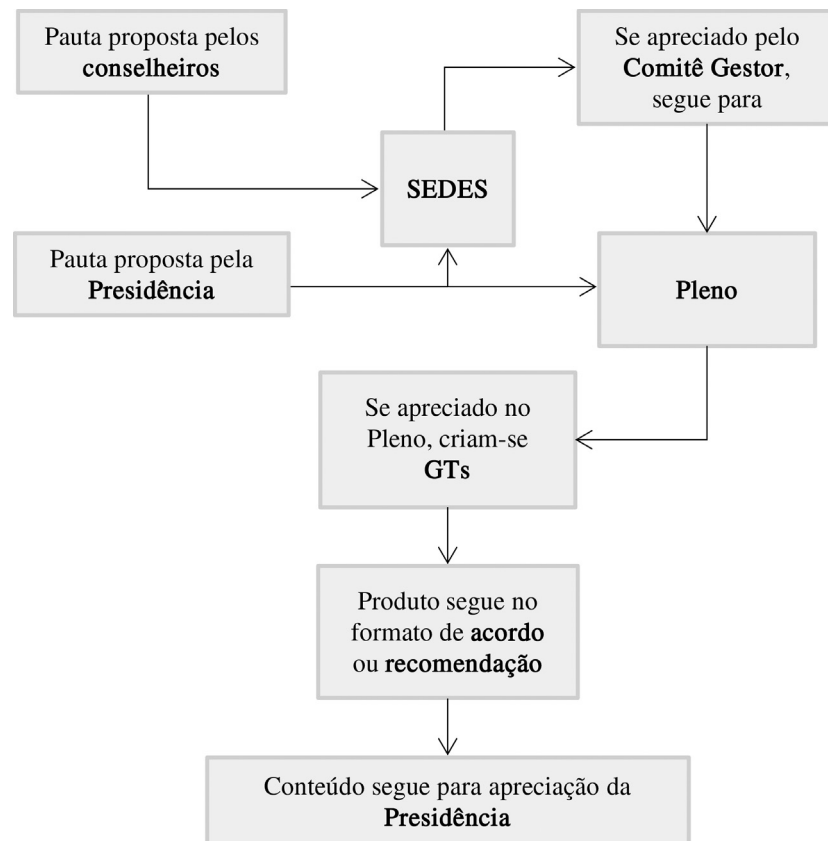 Pauta proposta pelos
conselheiros
Se apreciado pelo
Comitê Gestor,
segue para
SEDES
Pauta proposta pela
Presidência
Pleno
Se apreciado no
Pleno, criam-se
GTs
Produto segue no
formato de acordo
ou recomendação
Conteúdo segue para apreciação da
Presidência